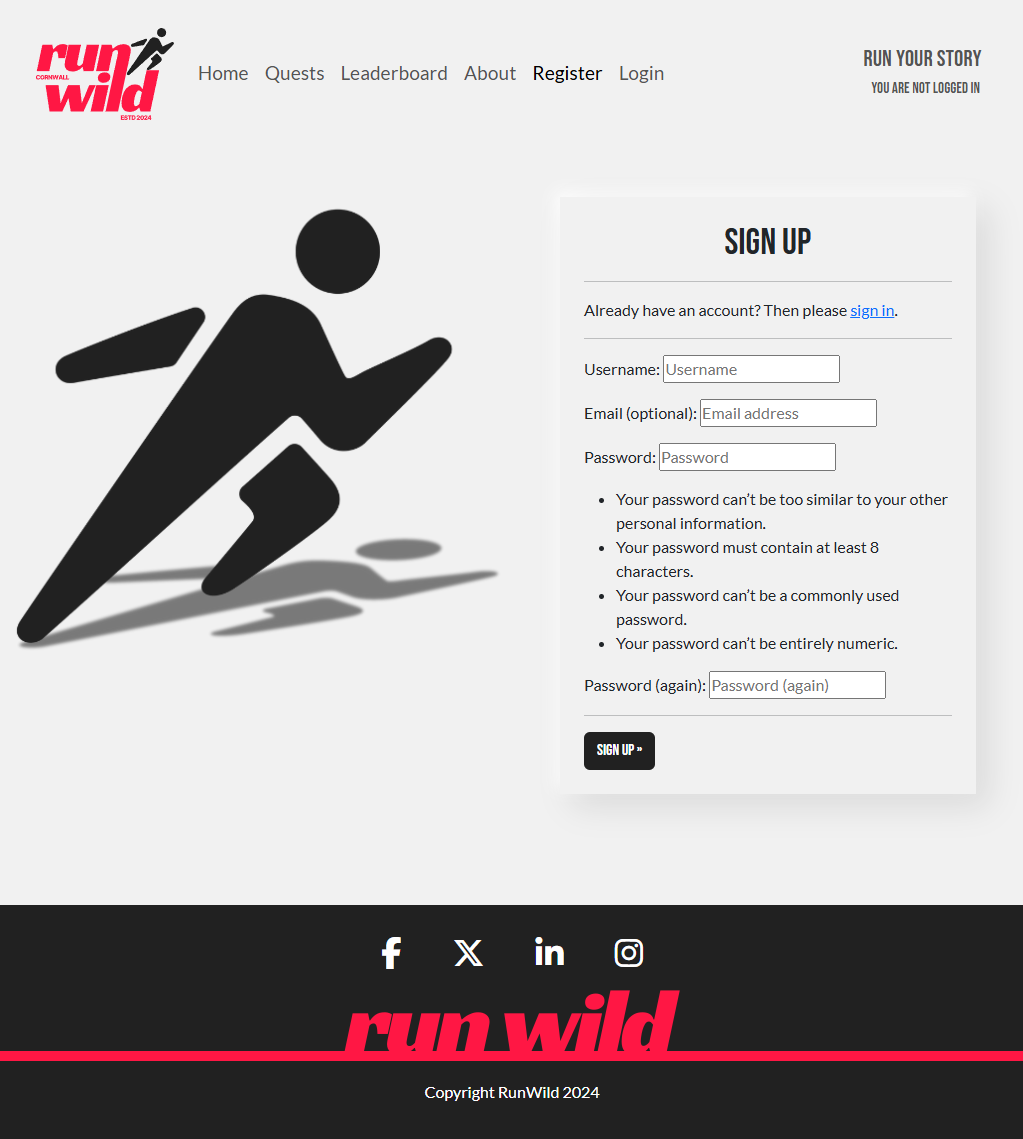 run
CORNWALL
wild
ESTD 2024
Home Quests Leaderboard About Register Login
RUN YOUR STORY
YOU ARE NOT LOGGED IN
SIGN UP
Already have an account? Then please sign in.
Username: Username
Email (optional): Email address
Password: Password
• Your password can’t be too similar to your other
personal information.
• Your password must contain at least 8
characters.
• Your password can’t be a commonly used
password.
• Your password can’t be entirely numeric.
Password (again): Password (again)
SIGN UP »
run wild
Copyright RunWild 2024